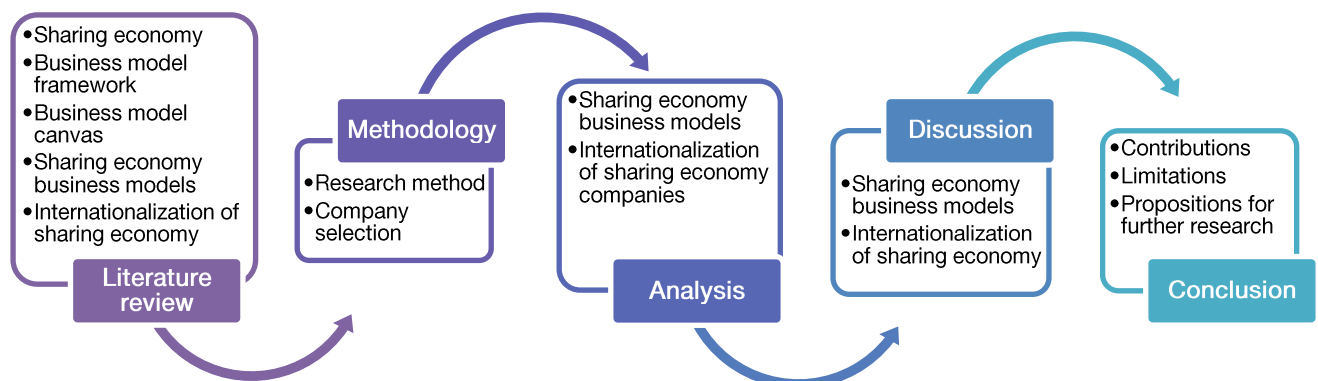 •Sharing economy
•Business model
framework
•Business model
canvas
•Sharing economy
business models
•Internationalization of
sharing economy
Literature
review
Methodology
•Research method
•Company
selection
•Sharing economy
business models
•Internationalization
of sharing economy
companies
Analysis
Discussion
•Sharing economy
business models
•Internationalization
of sharing economy
•Contributions
•Limitations
•Propositions for
further research
Conclusion